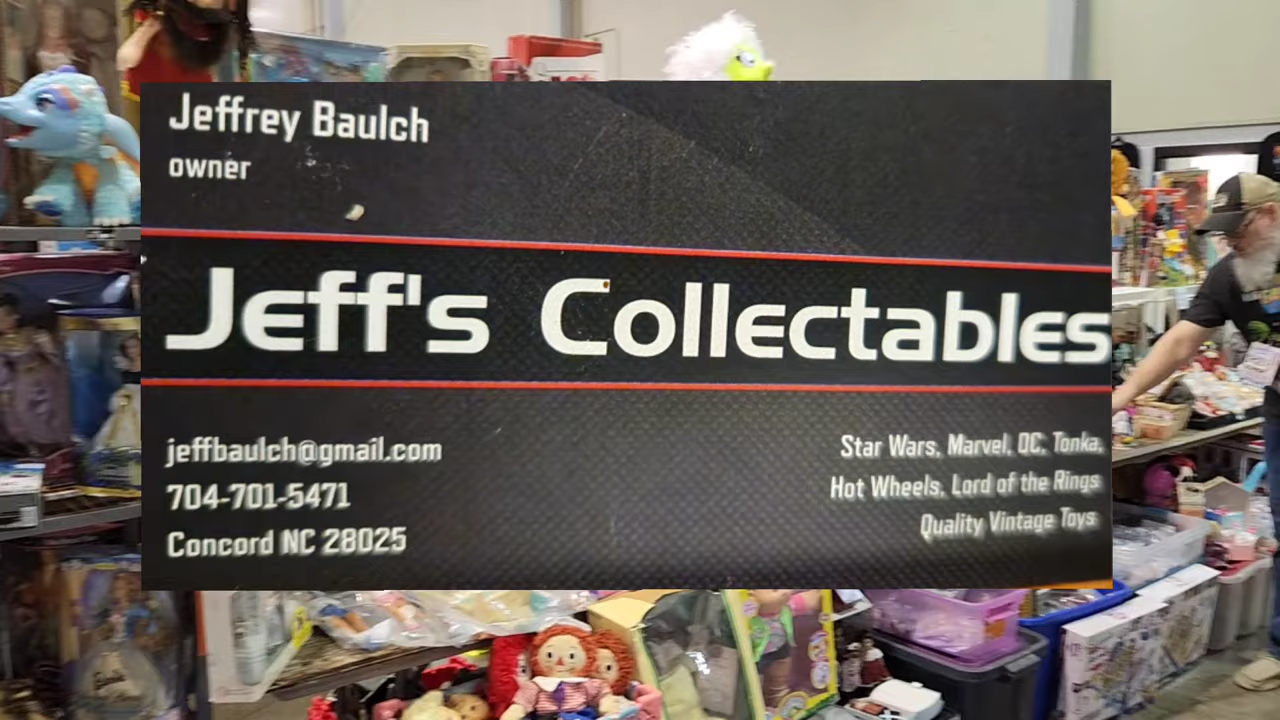 Jeffrey Baulch
owner
Jeff's Collectables
jeffbaulch@gmail.com
704-701-5471
Concord NC 28025
Star Wars, Marvel, DC, Tonka,
Hot Wheels, Lord of the Rings
Quality Vintage Toys